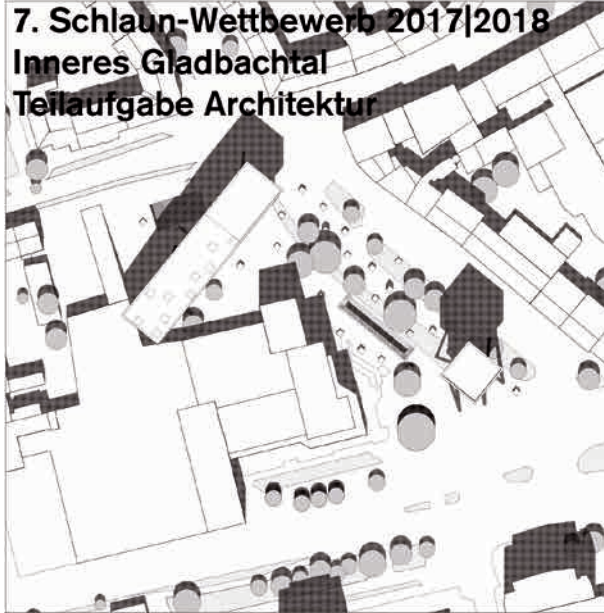 7. Schlaun-Wettbewerb 2017|2018
Inneres Gladbachtal
Teilaufgabe Architektur